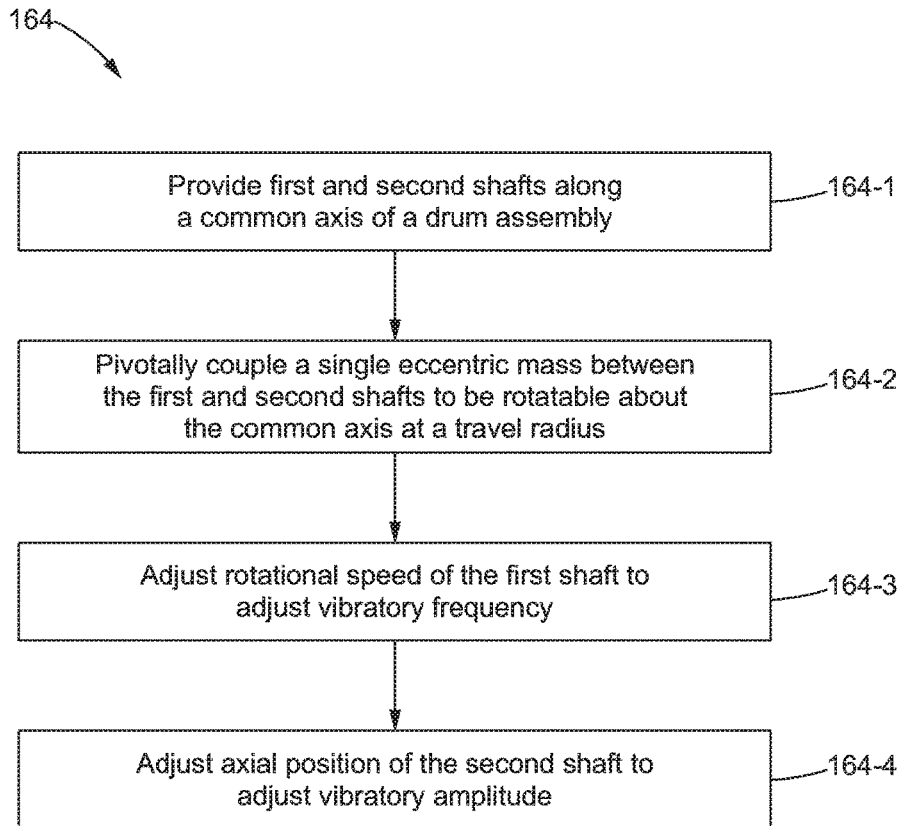 164
Provide first and second shafts along
a common axis of a drum assembly
164-1
Pivotally couple a single eccentric mass between
the first and second shafts to be rotatable about
the common axis at a travel radius
164-2
Adjust rotational speed of the first shaft to
adjust vibratory frequency
164-3
Adjust axial position of the second shaft to
adjust vibratory amplitude
164-4